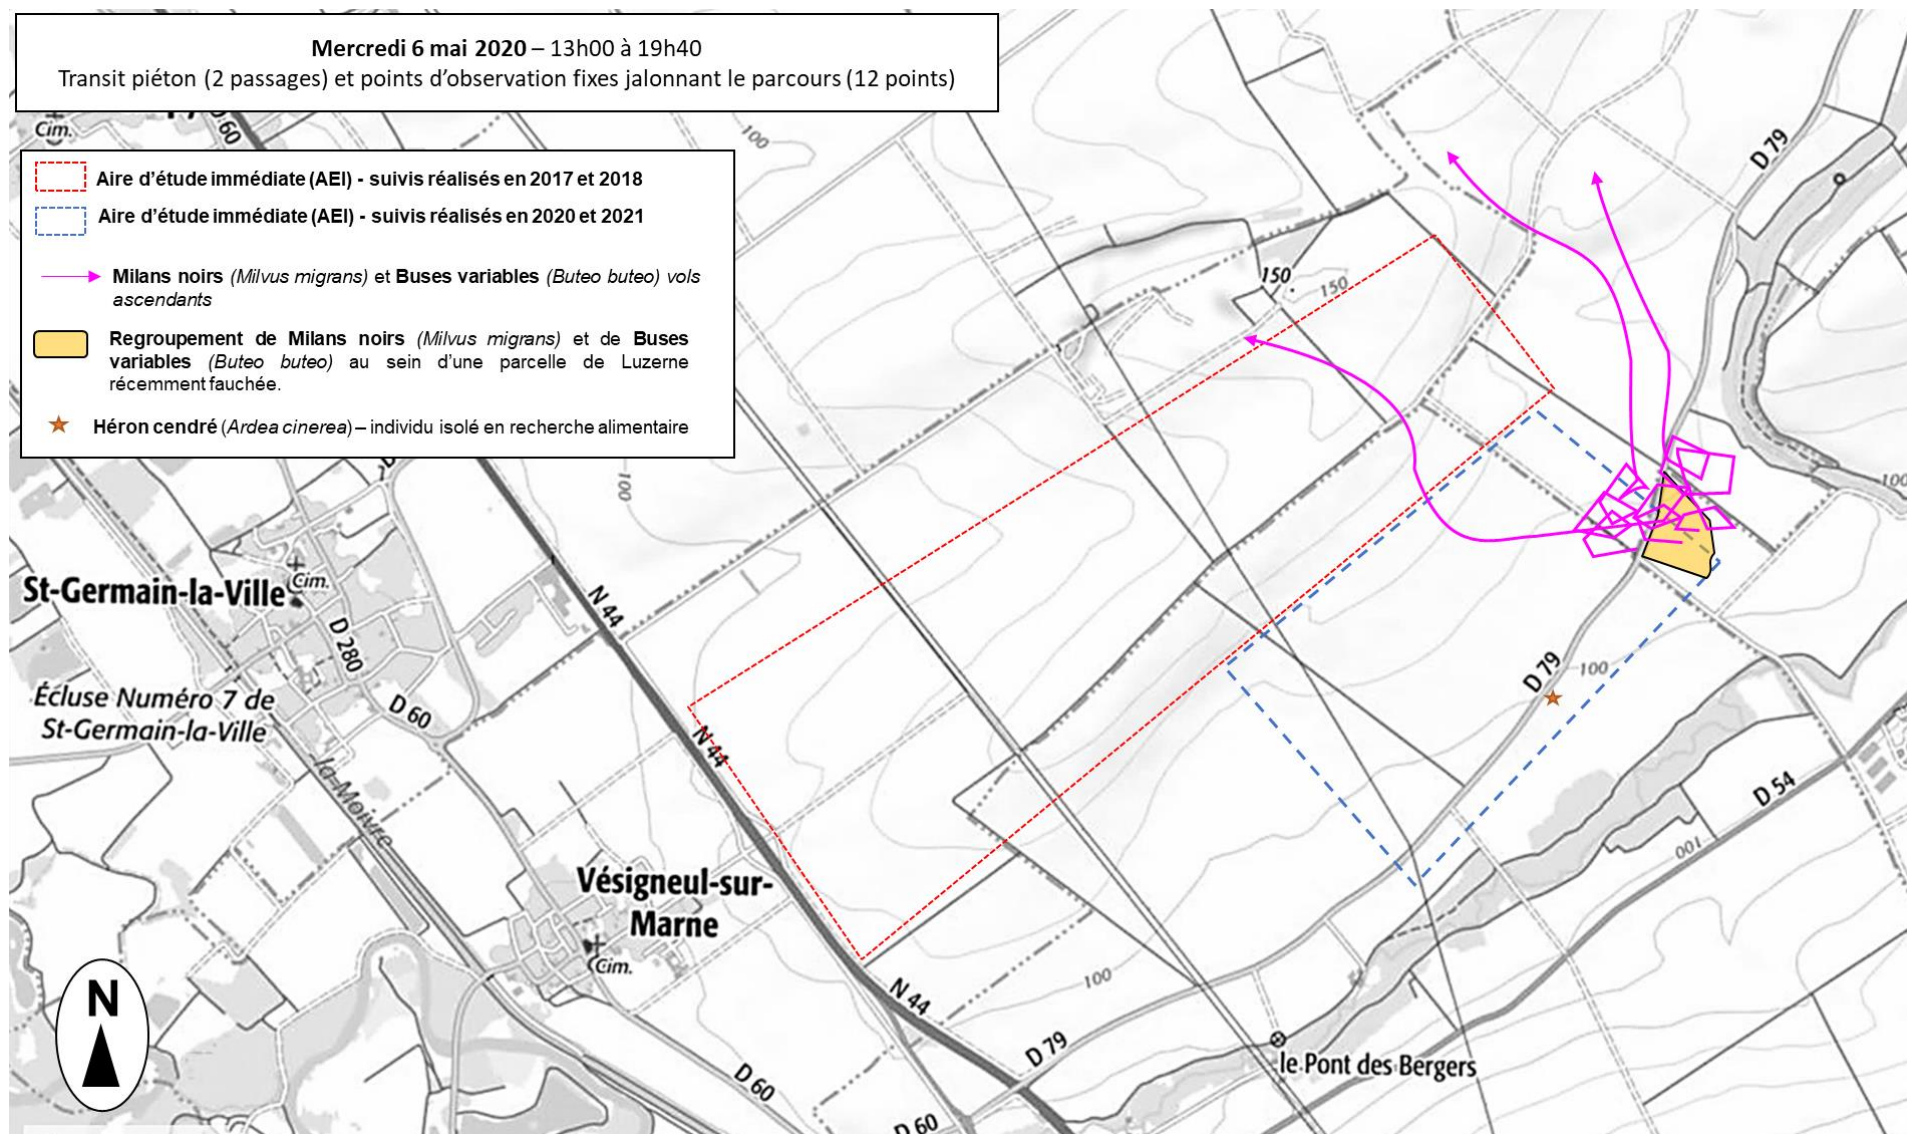 Mercredi 6 mai 2020 – 13h00 à 19h40
Transit piéton (2 passages) et points d’observation fixes jalonnant le parcours (12 points)
Cim.
D 60
100
Aire d’étude immédiate (AEI) - suivis réalisés en 2017 et 2018
Aire d’étude immédiate (AEI) - suivis réalisés en 2020 et 2021
Milans noirs (Milvus migrans) et Buses variables (Buteo buteo) vols
ascendants
Regroupement de Milans noirs (Milvus migrans) et de Buses
variables (Buteo buteo) au sein d’une parcelle de Luzerne
récemment fauchée.
Héron cendré (Ardea cinerea) – individu isolé en recherche alimentaire
D 79
150
150
100
100
St-Germain-la-Ville
Cim.
N 44
D 280
Écluse Numéro 7 de
St-Germain-la-Ville
D 60
la Moivre
N 44
D 79
100
D 54
100
Vésigneul-sur-
Marne
Cim.
N 44
100
D 79
le Pont des Bergers
D 60
D 60
N